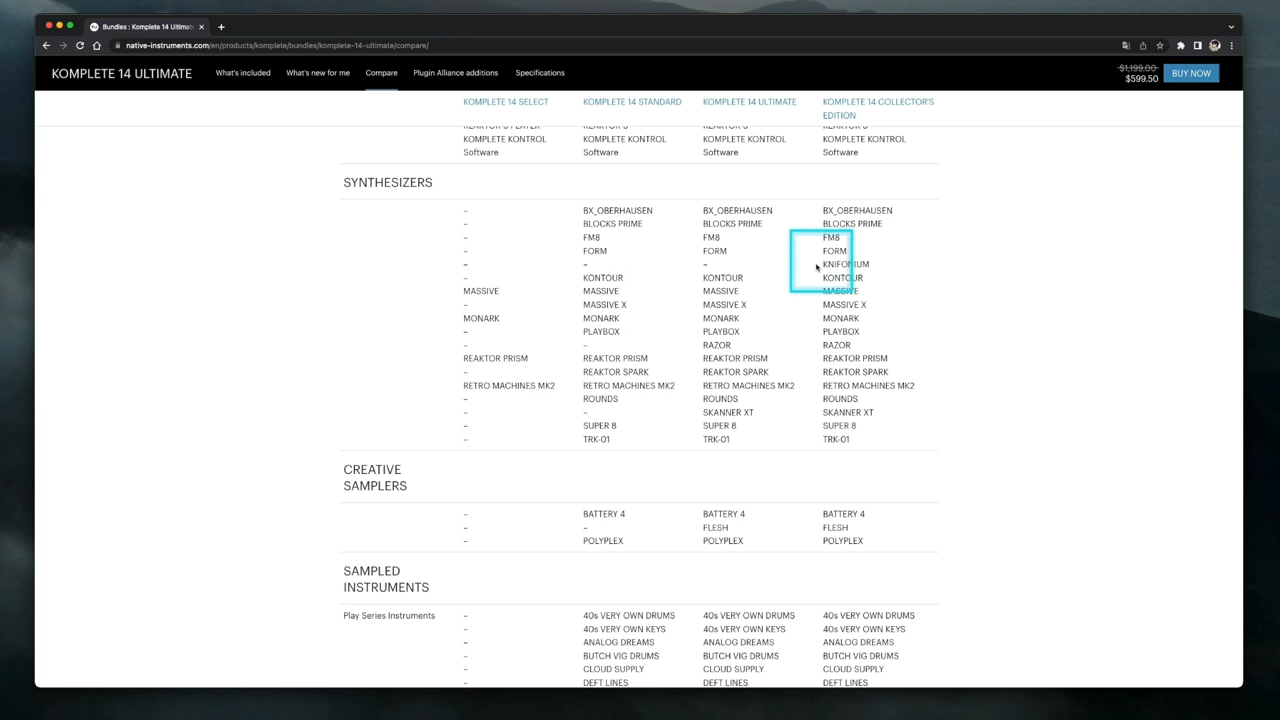 Bundles : Komplete 14 Ultimat
native-instruments.com/en/products/komplete/bundles/komplete-14-ultimate/compare/
KOMPLETE 14 ULTIMATE What's included What's new for me Compare Plugin Alliance additions Specifications $1,199.00 $599.50 BUY NOW
KOMPLETE 14 SELECT KOMPLETE 14 STANDARD KOMPLETE 14 ULTIMATE KOMPLETE 14 COLLECTOR'S EDITION
KOMPLETE KONTROL KOMPLETE KONTROL KOMPLETE KONTROL KOMPLETE KONTROL
Software Software Software Software
SYNTHESIZERS
– BX_OBERHAUSEN BX_OBERHAUSEN BX_OBERHAUSEN
– BLOCKS PRIME BLOCKS PRIME BLOCKS PRIME
– FM8 FM8 FM8
– FORM FORM FORM
– – – KNIFONIUM
– KONTOUR KONTOUR KONTOUR
MASSIVE MASSIVE MASSIVE MASSIVE
– MASSIVE X MASSIVE X MASSIVE X
MONARK MONARK MONARK MONARK
– PLAYBOX PLAYBOX PLAYBOX
– – RAZOR RAZOR
REAKTOR PRISM REAKTOR PRISM REAKTOR PRISM REAKTOR PRISM
– REAKTOR SPARK REAKTOR SPARK REAKTOR SPARK
RETRO MACHINES MK2 RETRO MACHINES MK2 RETRO MACHINES MK2 RETRO MACHINES MK2
– ROUNDS ROUNDS ROUNDS
– – SKANNER XT SKANNER XT
– SUPER 8 SUPER 8 SUPER 8
– TRK-01 TRK-01 TRK-01
CREATIVE
SAMPLERS
– BATTERY 4 BATTERY 4 BATTERY 4
– – FLESH FLESH
– POLYPLEX POLYPLEX POLYPLEX
SAMPLED
INSTRUMENTS
Play Series Instruments – 40s VERY OWN DRUMS 40s VERY OWN DRUMS 40s VERY OWN DRUMS
– 40s VERY OWN KEYS 40s VERY OWN KEYS 40s VERY OWN KEYS
– ANALOG DREAMS ANALOG DREAMS ANALOG DREAMS
– BUTCH VIG DRUMS BUTCH VIG DRUMS BUTCH VIG DRUMS
– CLOUD SUPPLY CLOUD SUPPLY CLOUD SUPPLY
– DEFT LINES DEFT LINES DEFT LINES